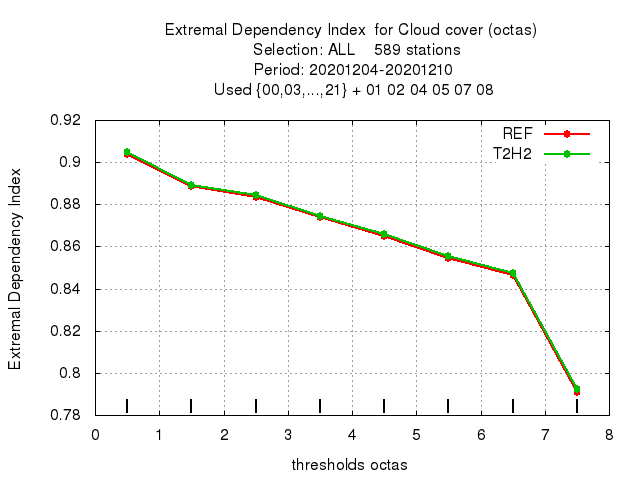 Extremal Dependency Index  for Cloud cover (octas)
Selection: ALL    589 stations
Period: 20201204-20201210
Used {00,03,...,21} + 01 02 04 05 07 08
REF
T2H2
Extremal Dependency Index
0.92
0.9
0.88
0.86
0.84
0.82
0.8
0.78
0 1 2 3 4 5 6 7 8
thresholds octas